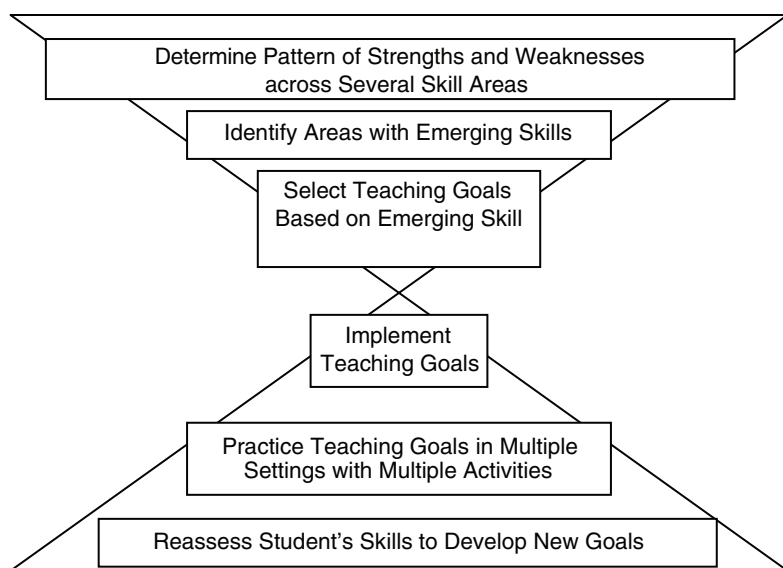 Determine Pattern of Strengths and Weaknesses
across Several Skill Areas
Identify Areas with Emerging Skills
Select Teaching Goals
Based on Emerging Skill
Implement
Teaching Goals
Practice Teaching Goals in Multiple
Settings with Multiple Activities
Reassess Student's Skills to Develop New Goals